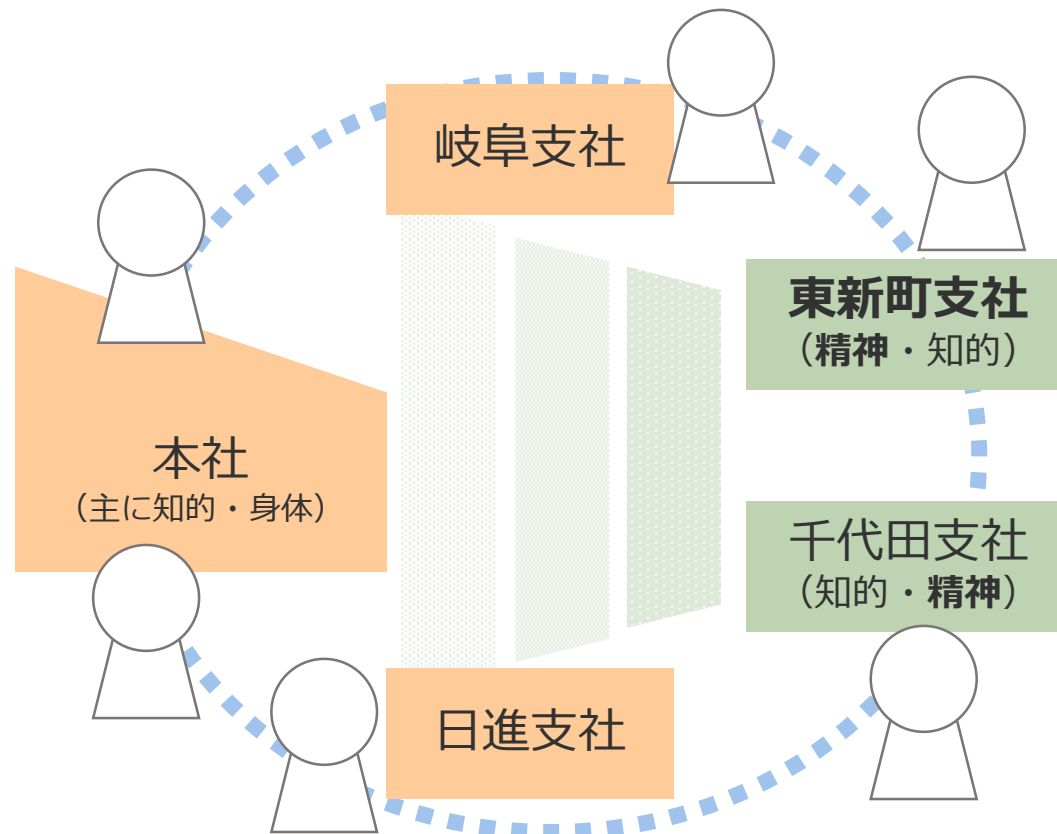 岐阜支社
東新町支社
（精神・知的）
本社
（主に知的・身体）
千代田支社
（知的・精神）
日進支社